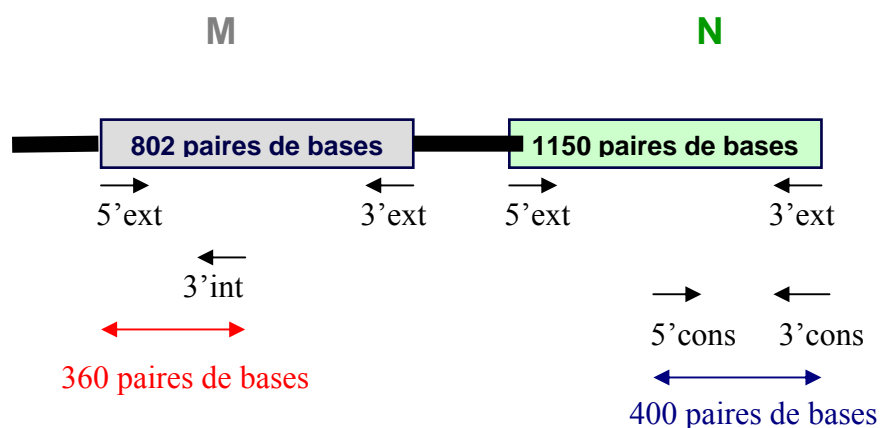 M N
802 paires de bases 1150 paires de bases
5’ext 3’ext 5’ext 3’ext
3’int
5’cons 3’cons
360 paires de bases
400 paires de bases